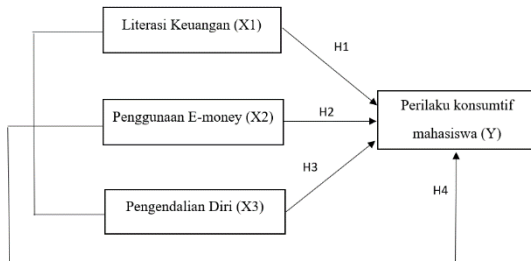 Literasi Keuangan (X1)
H1
Penggunaan E-money (X2)
H2
Perilaku konsumtif
mahasiswa (Y)
H3
H4
Pengendalian Diri (X3)